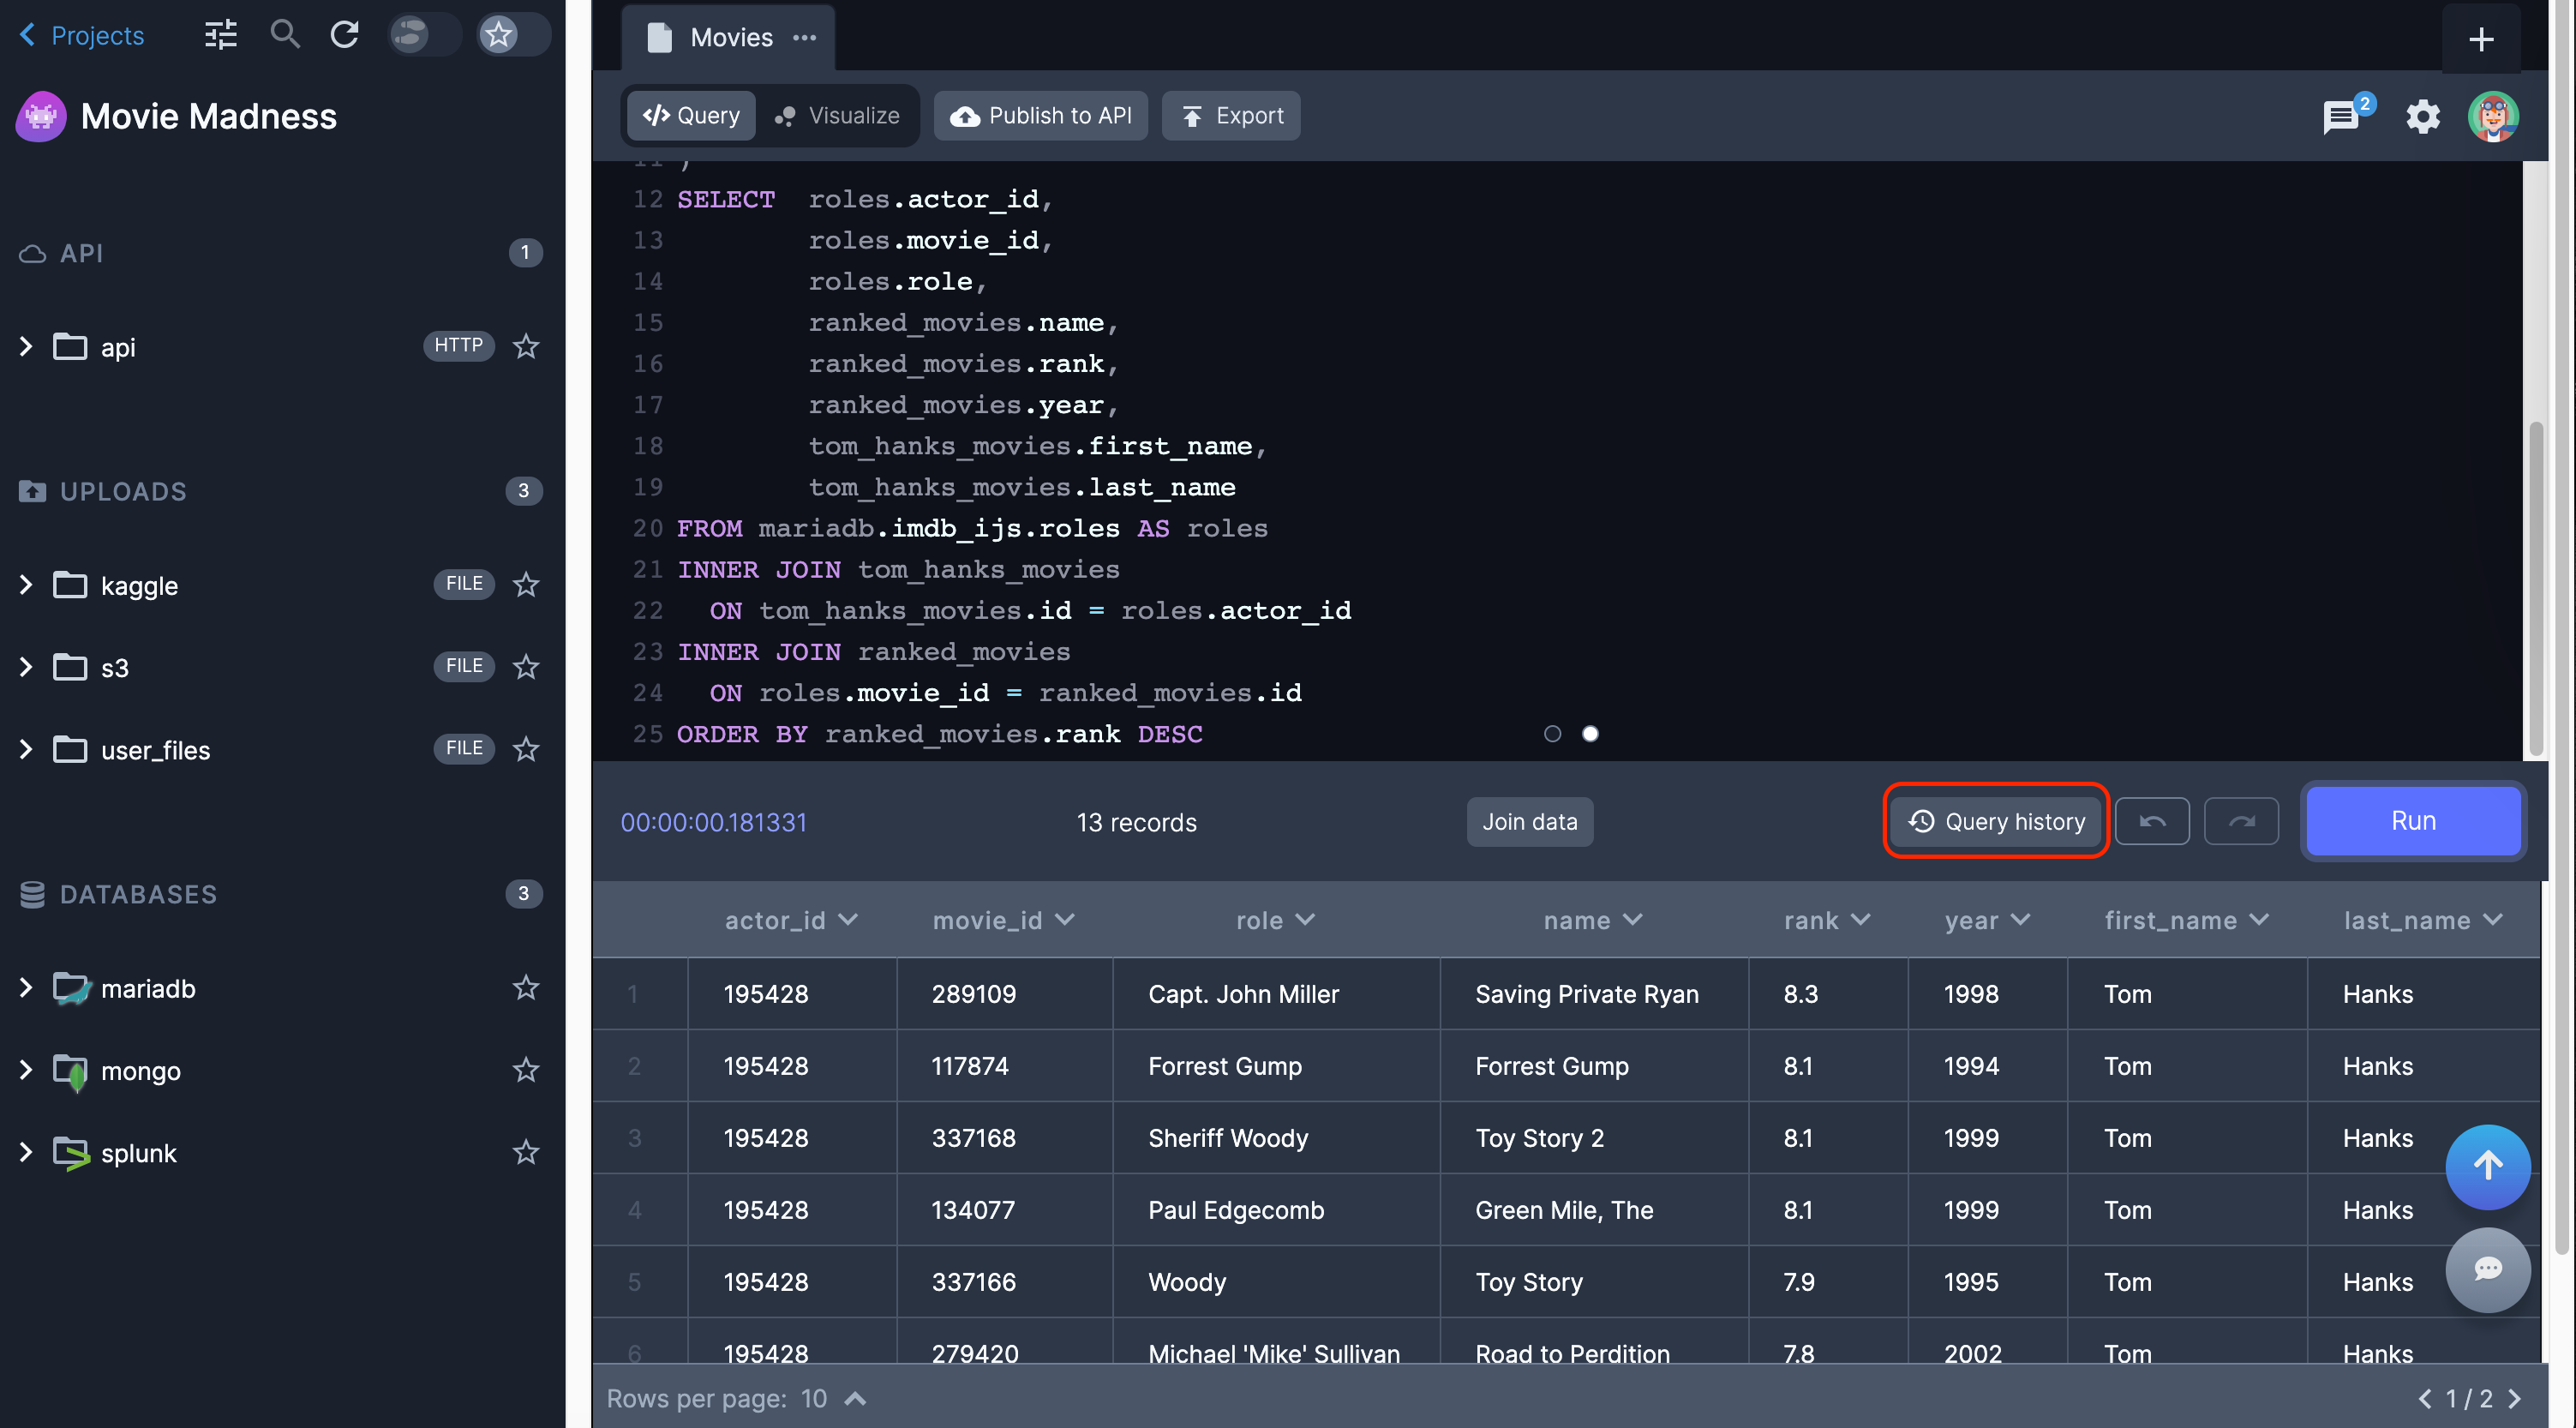 Projects
Movie Madness
API 1
api HTTP
UPLOADS 3
kaggle FILE
s3 FILE
user_files FILE
DATABASES 3
mariadb
mongo
splunk
Movies
Query Visualize Publish to API Export 2
12 SELECT roles.actor_id,
13 roles.movie_id,
14 roles.role,
15 ranked_movies.name,
16 ranked_movies.rank,
17 ranked_movies.year,
18 tom_hanks_movies.first_name,
19 tom_hanks_movies.last_name
20 FROM mariadb.imdb_ijs.roles AS roles
21 INNER JOIN tom_hanks_movies
22 ON tom_hanks_movies.id = roles.actor_id
23 INNER JOIN ranked_movies
24 ON roles.movie_id = ranked_movies.id
25 ORDER BY ranked_movies.rank DESC
00:00:00.181331 13 records Join data Query history Run
actor_id movie_id role name rank year first_name last_name
1 195428 289109 Capt. John Miller Saving Private Ryan 8.3 1998 Tom Hanks
2 195428 117874 Forrest Gump Forrest Gump 8.1 1994 Tom Hanks
3 195428 337168 Sheriff Woody Toy Story 2 8.1 1999 Tom Hanks
4 195428 134077 Paul Edgecomb Green Mile, The 8.1 1999 Tom Hanks
5 195428 337166 Woody Toy Story 7.9 1995 Tom Hanks
6 195428 279420 Michael 'Mike' Sullivan Road to Perdition 7.8 2002 Tom Hanks
Rows per page: 10 1 / 2